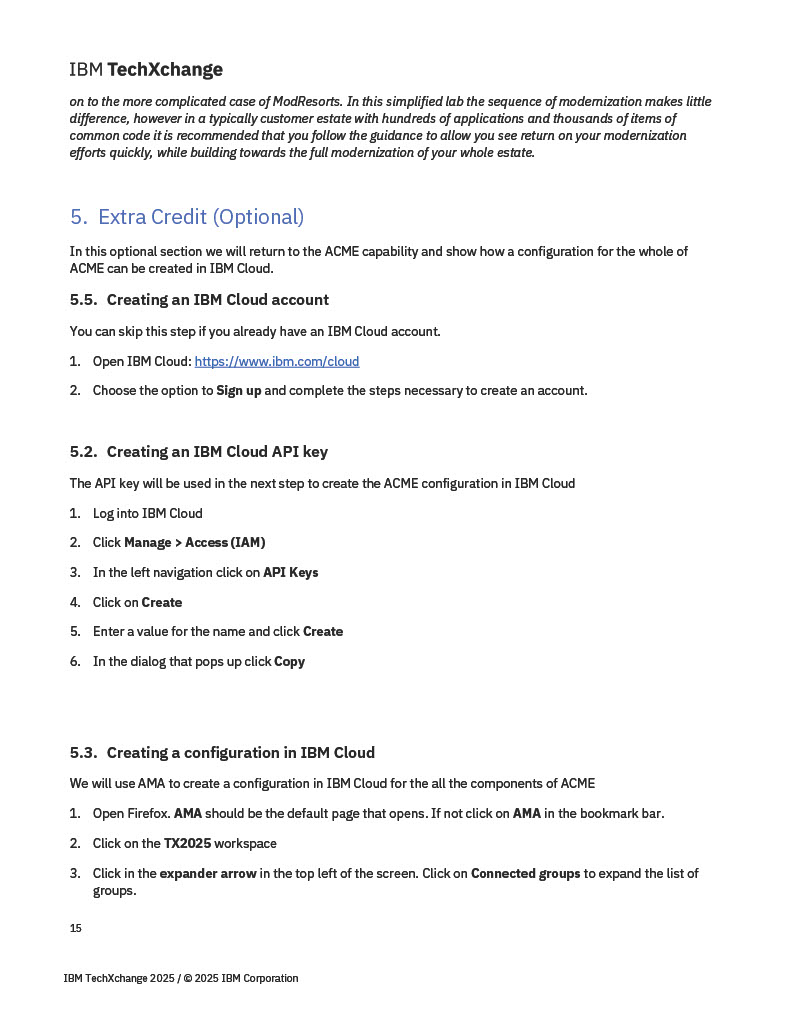 IBM TechXchange
on to the more complicated case of ModResorts. In this simplified lab the sequence of modernization makes little
difference, however in a typically customer estate with hundreds of applications and thousands of items of
common code it is recommended that you follow the guidance to allow you see return on your modernization
efforts quickly, while building towards the full modernization of your whole estate.
5. Extra Credit (Optional)
In this optional section we will return to the ACME capability and show how a configuration for the whole of
ACME can be created in IBM Cloud.
5.5. Creating an IBM Cloud account
You can skip this step if you already have an IBM Cloud account.
1. Open IBM Cloud: https://www.ibm.com/cloud
2. Choose the option to Sign up and complete the steps necessary to create an account.
5.2. Creating an IBM Cloud API key
The API key will be used in the next step to create the ACME configuration in IBM Cloud
1. Log into IBM Cloud
2. Click Manage > Access (IAM)
3. In the left navigation click on API Keys
4. Click on Create
5. Enter a value for the name and click Create
6. In the dialog that pops up click Copy
5.3. Creating a configuration in IBM Cloud
We will use AMA to create a configuration in IBM Cloud for the all the components of ACME
1. Open Firefox. AMA should be the default page that opens. If not click on AMA in the bookmark bar.
2. Click on the TX2025 workspace
3. Click in the expander arrow in the top left of the screen. Click on Connected groups to expand the list of
groups.
15
IBM TechXchange 2025 / © 2025 IBM Corporation